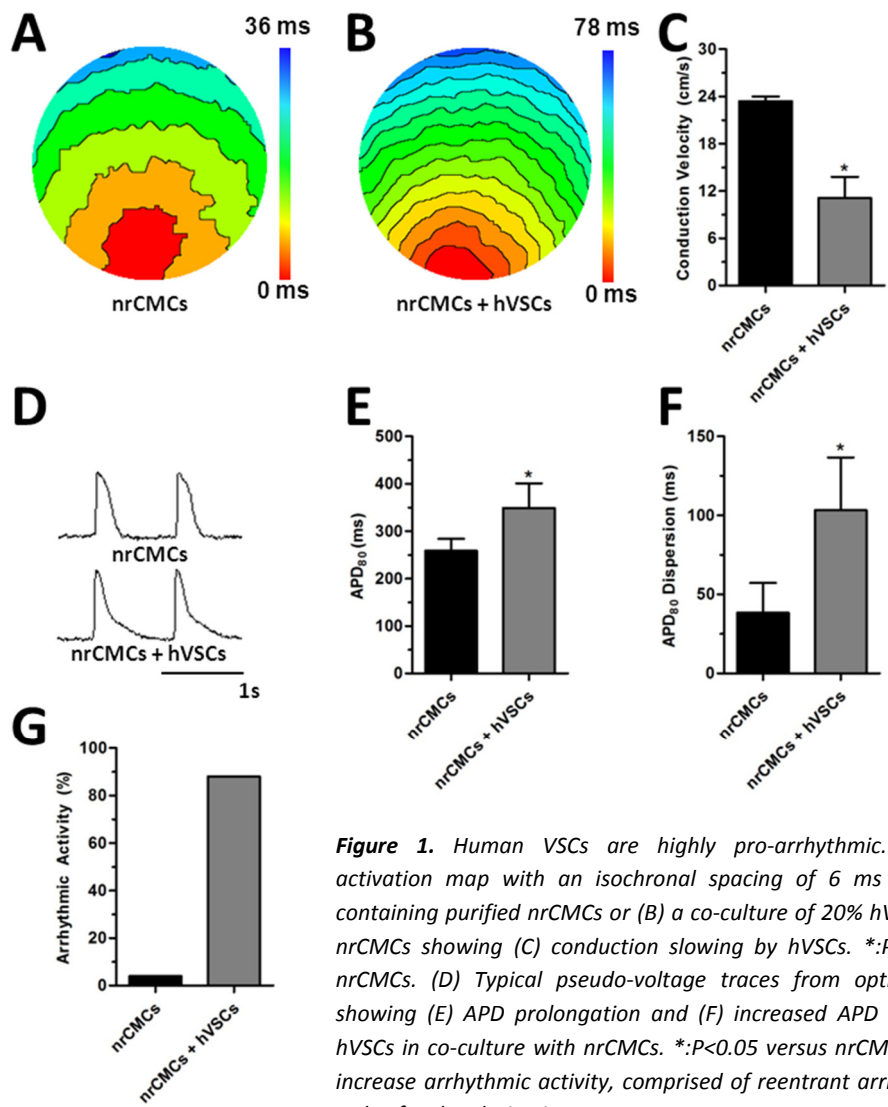 A
36 ms
0 ms
nrCMCs
B
78 ms
0 ms
nrCMCs + hVSCs
C
Conduction Velocity (cm/s)
30
24
18
12
6
0
*
nrCMCs
nrCMCs + hVSCs
D
nrCMCs
nrCMCs + hVSCs
1s
E
APD80 (ms)
500
400
300
200
100
0
*
nrCMCs
nrCMCs + hVSCs
F
APD80 Dispersion (ms)
150
100
50
0
*
nrCMCs
nrCMCs + hVSCs
G
Arrhythmic Activity (%)
100
80
60
40
20
0
nrCMCs
nrCMCs + hVSCs
Figure 1. Human VSCs are highly pro-arrhythmic.
activation map with an isochronal spacing of 6 ms
containing purified nrCMCs or (B) a co-culture of 20%
nrCMCs showing (C) conduction slowing by hVSCs. *:P
nrCMCs. (D) Typical pseudo-voltage traces from
showing (E) APD prolongation and (F) increased APD
hVSCs in co-culture with nrCMCs. *:P<0.05 versus
increase arrhythmic activity, comprised of reentrant